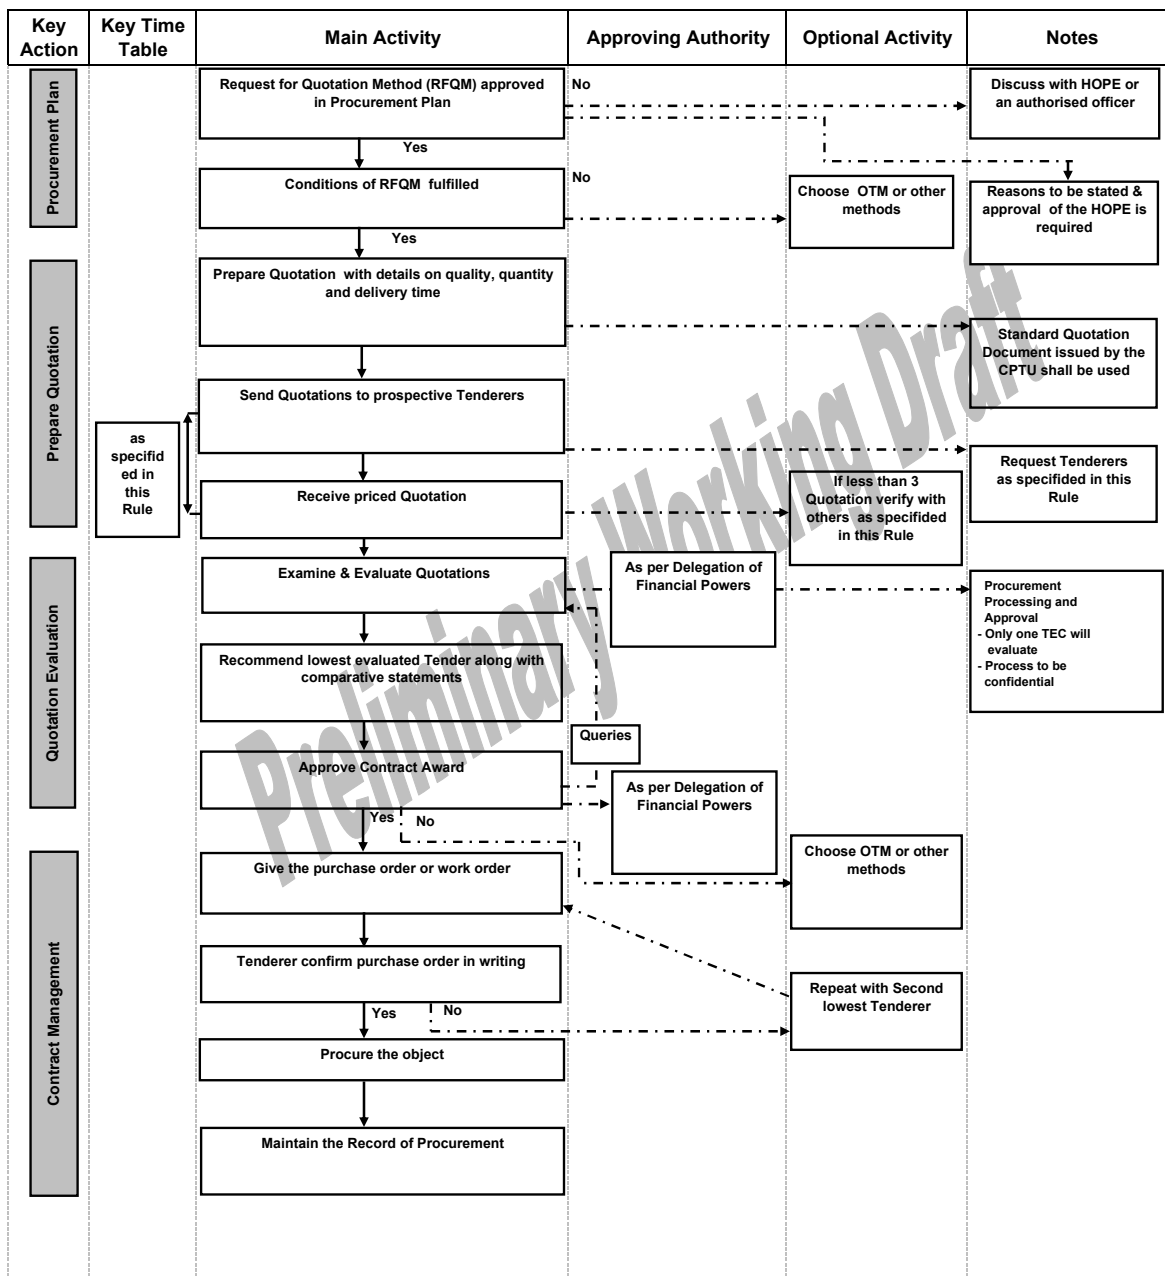 Key Action
Key Time Table
Main Activity
Approving Authority
Optional Activity
Notes
Procurement Plan
Request for Quotation Method (RFQM) approved
in Procurement Plan
No
Discuss with HOPE or
an authorised officer
Yes
Conditions of RFQM fulfilled
No
Choose OTM or other
methods
Reasons to be stated &
approval of the HOPE is
required
Yes
Prepare Quotation
Prepare Quotation with details on quality, quantity
and delivery time
Standard Quotation
Document issued by the
CPTU shall be used
Send Quotations to prospective Tenderers
as
specifid
ed in
this
Rule
Request Tenderers
as specifided in this
Rule
Receive priced Quotation
If less than 3
Quotation verify with
others as specifided
in this Rule
Quotation Evaluation
Examine & Evaluate Quotations
As per Delegation of
Financial Powers
Procurement
Processing and
Approval
- Only one TEC will
evaluate
- Process to be
confidential
Recommend lowest evaluated Tender along with
comparative statements
Queries
Approve Contract Award
As per Delegation of
Financial Powers
Yes
No
Choose OTM or other
methods
Contract Management
Give the purchase order or work order
Tenderer confirm purchase order in writing
Repeat with Second
lowest Tenderer
Yes
No
Procure the object
Maintain the Record of Procurement
Preliminary Working Draft